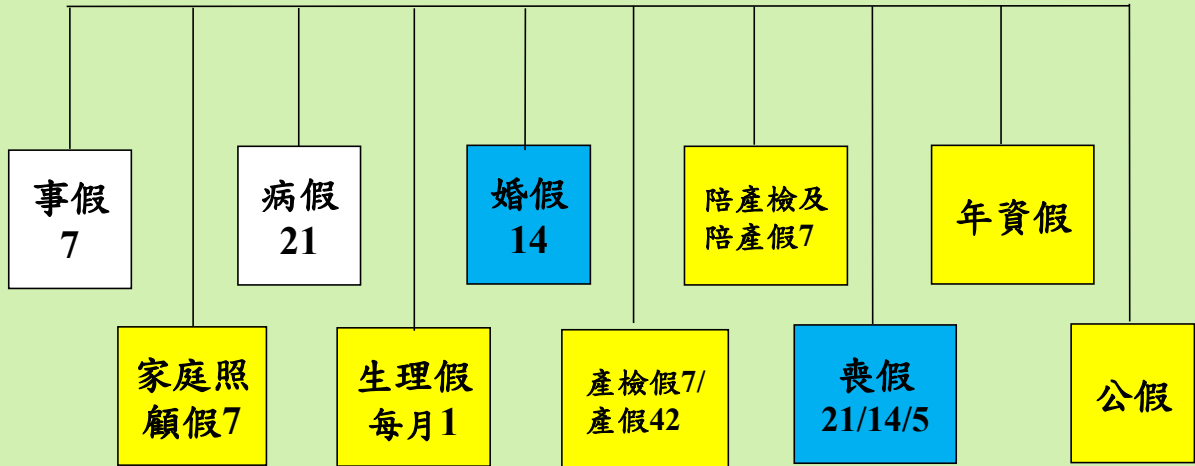 事假
7
病假
21
婚假
14
陪產檢及
陪產假7
年資假
家庭照
顧假7
生理假
每月1
產檢假7/
產假42
喪假
21/14/5
公假